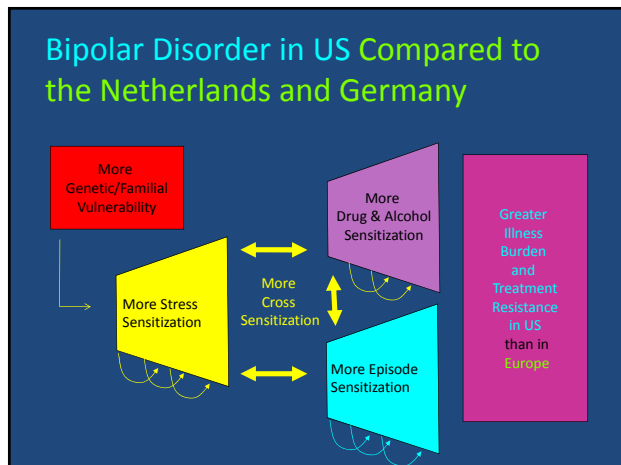 Bipolar Disorder in US Compared to
the Netherlands and Germany
More
Genetic/Familial
Vulnerability
More
Drug & Alcohol
Sensitization
More Stress
Sensitization
More
Cross
Sensitization
More Episode
Sensitization
Greater
Illness
Burden
and
Treatment
Resistance
in US
than in
Europe